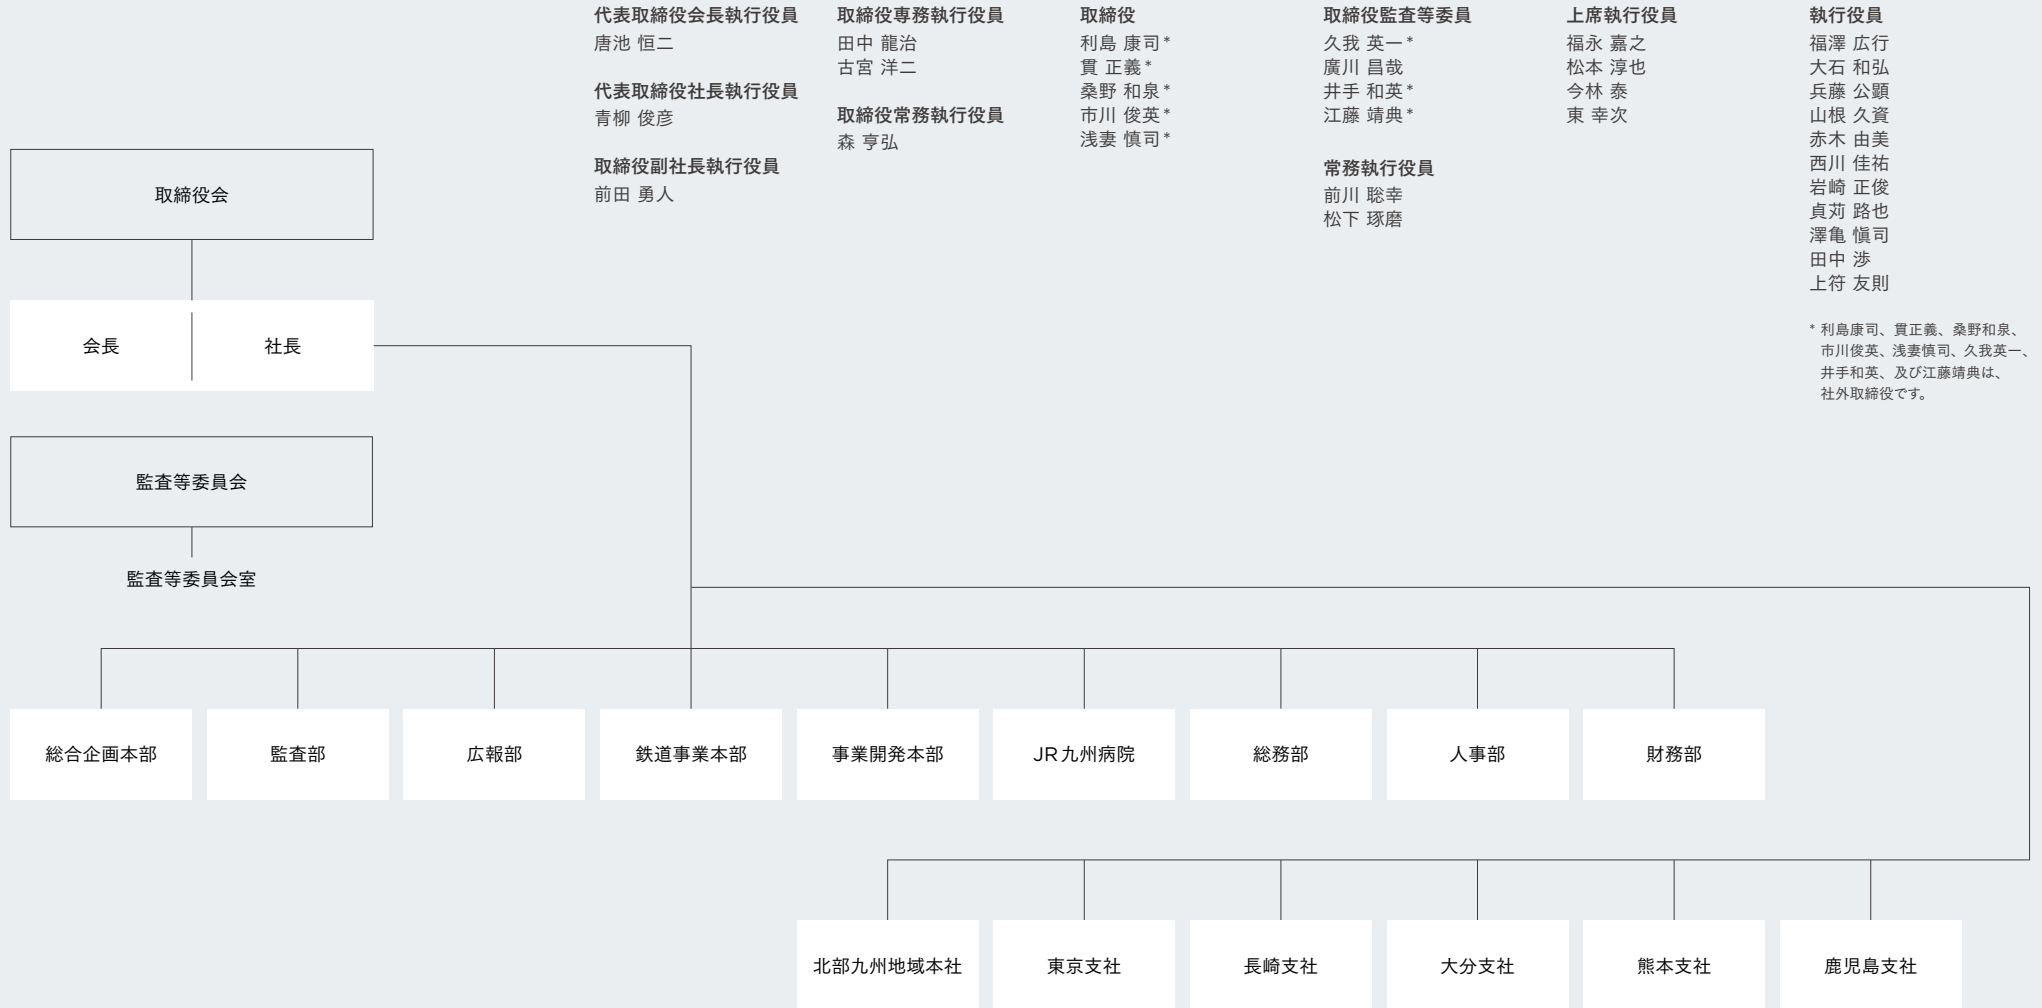 代表取締役会長執行役員
唐池 恒二
代表取締役社長執行役員
青柳 俊彦
取締役副社長執行役員
前田 勇人
取締役専務執行役員
田中 龍治
古宮 洋二
取締役常務執行役員
森 亨弘
取締役
利島 康司*
貫 正義*
桑野 和泉*
市川 俊英*
浅妻 慎司*
取締役監査等委員
久我 英一*
廣川 昌哉
井手 和英*
江藤 靖典*
常務執行役員
前川 聡幸
松下 琢磨
上席執行役員
福永 嘉之
松本 淳也
今林 泰
東 幸次
執行役員
福澤 広行
大石 和弘
兵藤 公顕
山根 久資
赤木 由美
西川 佳祐
岩崎 正俊
貞苅 路也
澤亀 愼司
田中 渉
上符 友則
* 利島康司、貫正義、桑野和泉、
市川俊英、浅妻慎司、久我英一、
井手和英、及び江藤靖典は、
社外取締役です。
取締役会
会長
社長
監査等委員会
監査等委員会室
総合企画本部
監査部
広報部
鉄道事業本部
事業開発本部
JR九州病院
総務部
人事部
財務部
北部九州地域本社
東京支社
長崎支社
大分支社
熊本支社
鹿児島支社